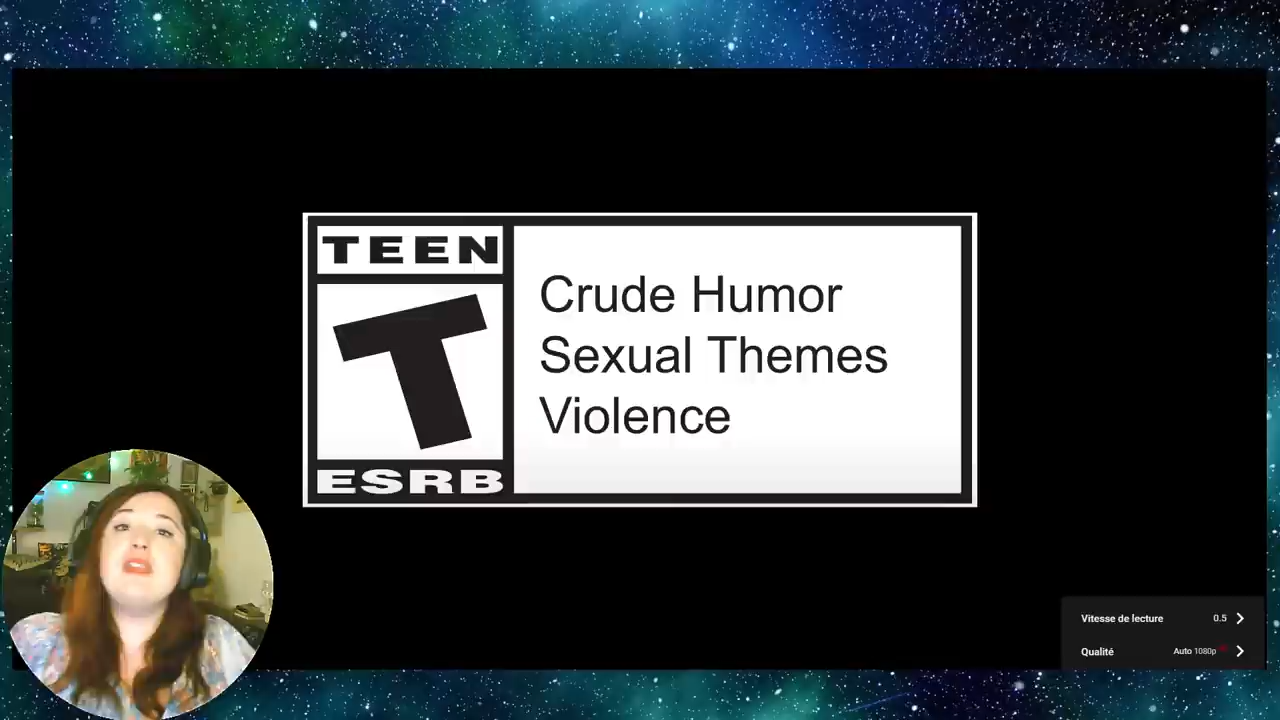 TEEN
T
ESRB
Crude Humor
Sexual Themes
Violence
Vitesse de lecture 0.5
Qualité Auto 1080p